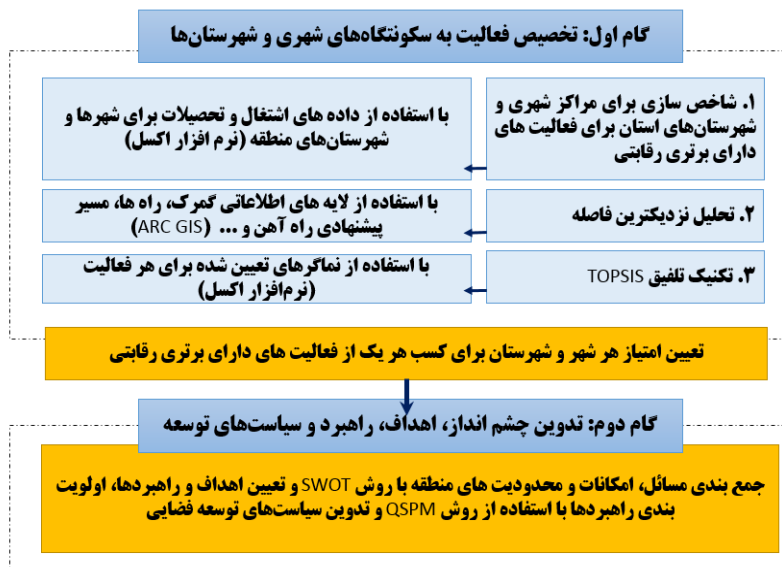 گام اول: تخصیص فعالیت به سکونتگاه‌های شهری و شهرستان‌ها
۱. شاخص سازی برای مراکز شهری و
شهرستان‌های استان برای فعالیت های
دارای برتری رقابتی
با استفاده از داده های اشتغال و تحصیلات برای شهرها و
شهرستان‌های منطقه (نرم افزار اکسل)
۲. تحلیل نزدیکترین فاصله
با استفاده از لایه های اطلاعاتی گمرک، راه ها، مسیر
پیشنهادی راه آهن و ... (ARC GIS)
۳. تکنیک تلفیق TOPSIS
با استفاده از نماگرهای تعیین شده برای هر فعالیت
(نرم‌افزار اکسل)
تعیین امتیاز هر شهر و شهرستان برای کسب هر یک از فعالیت های دارای برتری رقابتی
گام دوم: تدوین چشم انداز، اهداف، راهبرد و سیاست‌های توسعه
جمع بندی مسائل، امکانات و محدودیت های منطقه با روش SWOT و تعیین اهداف و راهبردها، اولویت
بندی راهبردها با استفاده از روش QSPM و تدوین سیاست‌های توسعه فضایی